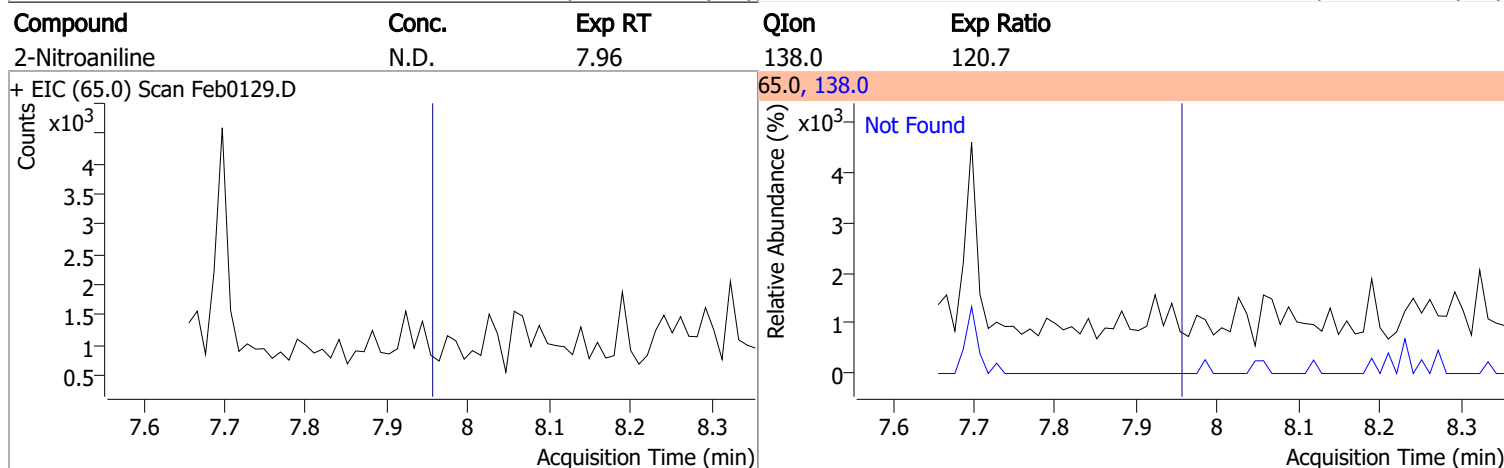 Compound Conc. Exp RT QIon Exp Ratio
2-Nitroaniline N.D. 7.96 138.0 120.7
+ EIC (65.0) Scan Feb0129.D
Counts
x10³
4
3.5
3
2.5
2
1.5
1
0.5
7.6 7.7 7.8 7.9 8 8.1 8.2 8.3
Acquisition Time (min)
65.0, 138.0
Relative Abundance (%)
x10³
Not Found
4
3
2
1
0
7.6 7.7 7.8 7.9 8 8.1 8.2 8.3
Acquisition Time (min)